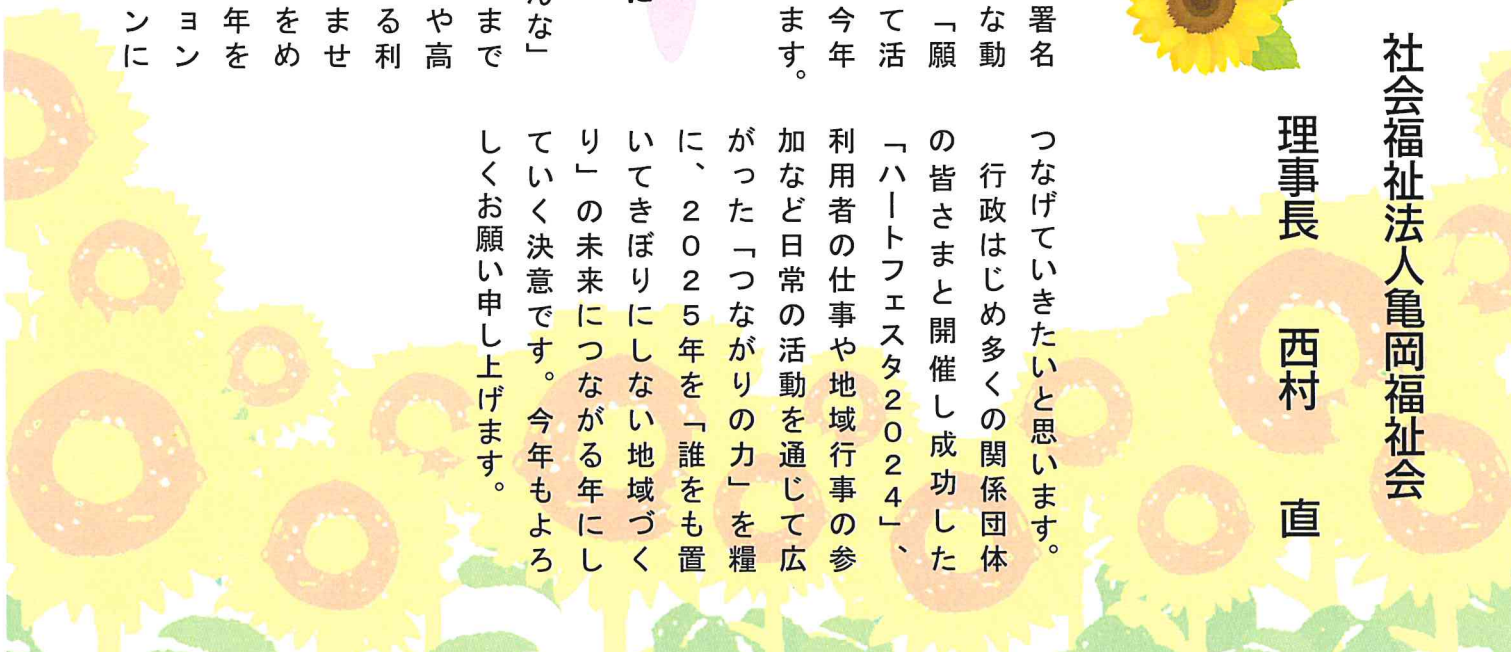 社会福祉法人亀岡福祉会
理事長 西村 直
署名
な動
「願
て活
今年
ます。
んな」
まで
や高
る利
ませ
をめ
年を
ョン
ンに
つなげていきたいと思います。
行政はじめ多くの関係団体
の皆さまと開催し成功した
「ハートフェスタ2024」、
利用者の仕事や地域行事の参
加など日常の活動を通じて広
がった「つながりの力」を糧
に、2025年を「誰をも置
いてきぼりにしない地域づく
り」の未来につながる年にし
ていく決意です。今年もよろ
しくお願い申し上げます。